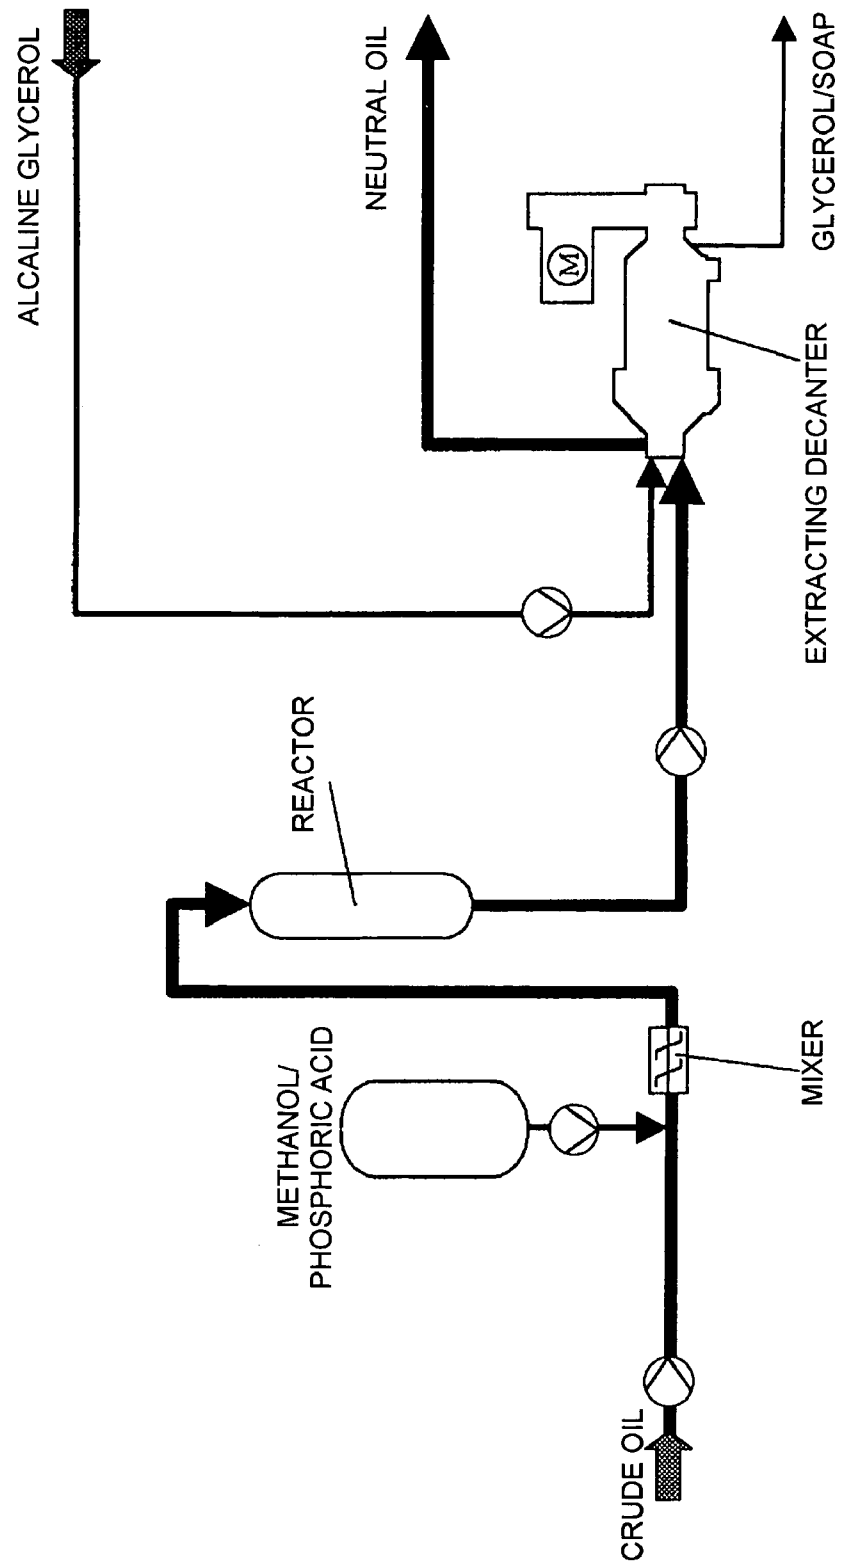 ALCALINE GLYCEROL
NEUTRAL OIL
M
GLYCEROL/SOAP
EXTRACTING DECANTER
REACTOR
METHANOL/
PHOSPHORIC ACID
MIXER
CRUDE OIL